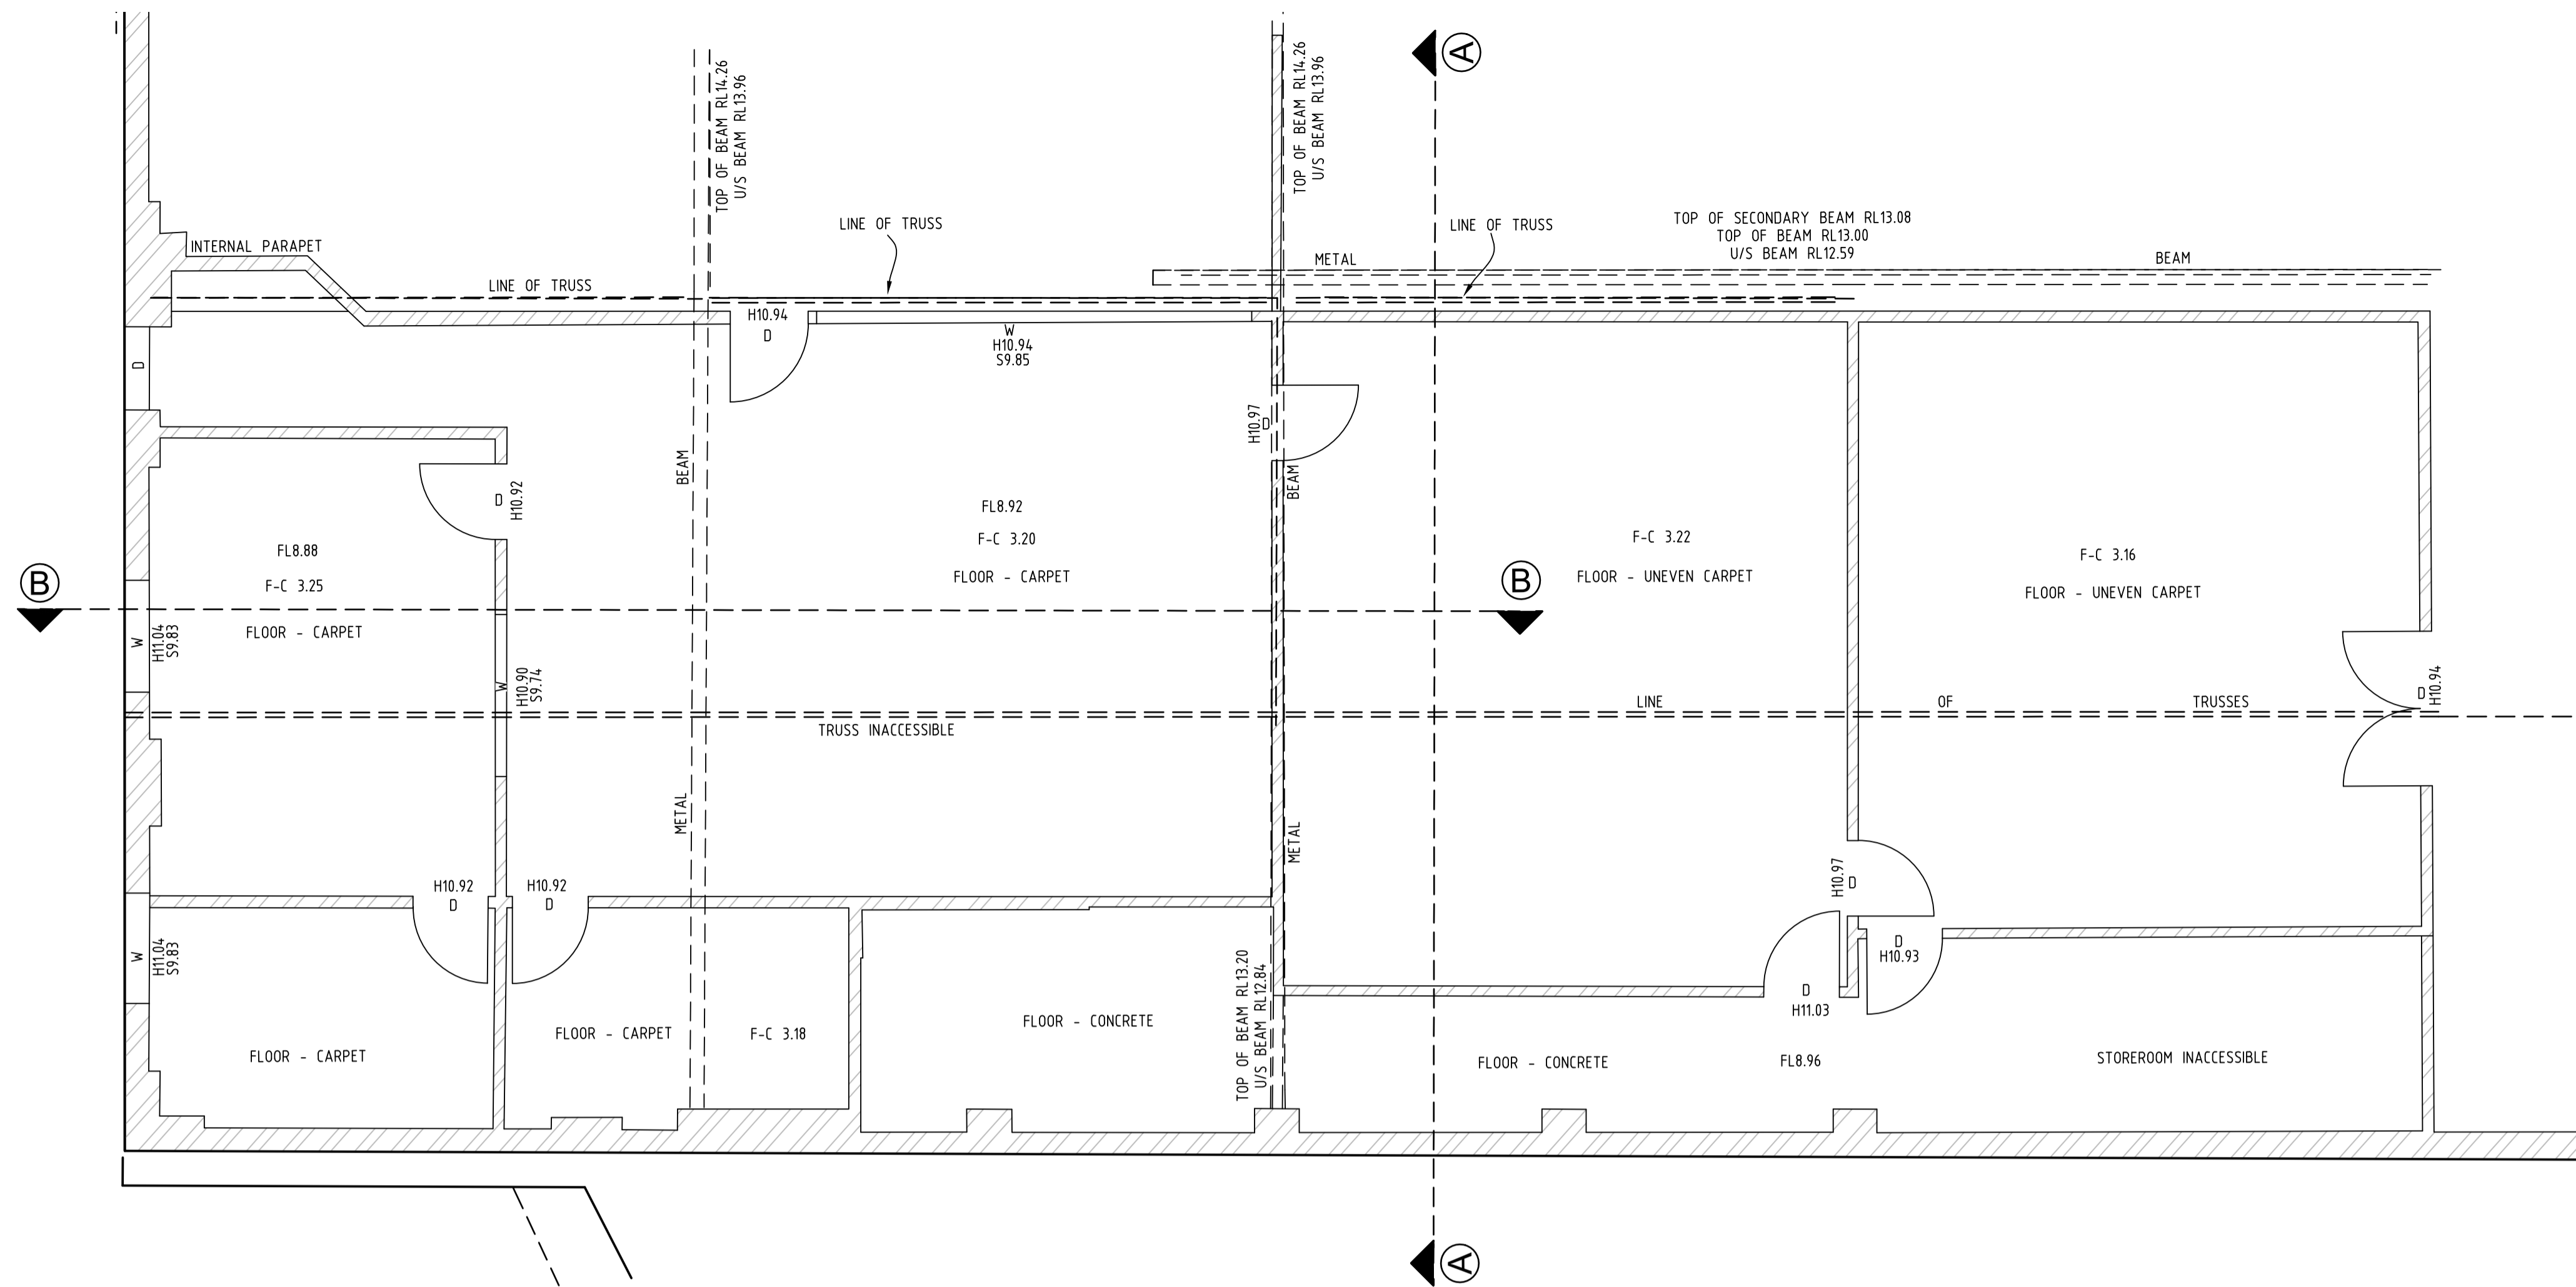 A
TOP OF BEAM RL14.26
U/S BEAM RL13.96
TOP OF BEAM RL14.26
U/S BEAM RL13.96
INTERNAL PARAPET
LINE OF TRUSS
LINE OF TRUSS
LINE OF TRUSS
TOP OF SECONDARY BEAM RL13.08
TOP OF BEAM RL13.00
U/S BEAM RL12.59
METAL
BEAM
H10.94
D
W
H10.94
S9.85
D
H10.97
D
BEAM
BEAM
D
H10.92
FL8.88
F-C 3.25
FLOOR - CARPET
FL8.92
F-C 3.20
FLOOR - CARPET
F-C 3.22
FLOOR - UNEVEN CARPET
F-C 3.16
FLOOR - UNEVEN CARPET
B
B
W
H11.04
S9.83
W
H10.90
S9.74
D
H10.94
LINE
OF
TRUSSES
TRUSS INACCESSIBLE
METAL
METAL
H10.92
D
H10.92
D
H10.97
D
W
H11.04
S9.83
D
H10.93
D
H11.03
TOP OF BEAM RL13.20
U/S BEAM RL12.84
FLOOR - CARPET
FLOOR - CARPET
F-C 3.18
FLOOR - CONCRETE
FLOOR - CONCRETE
FL8.96
STOREROOM INACCESSIBLE
A